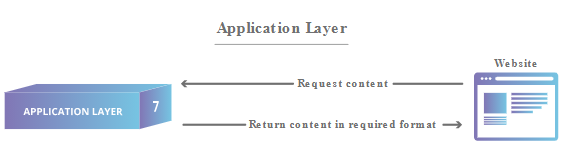 Application Layer
Website
Request content
APPLICATION LAYER 7
Return content in required format